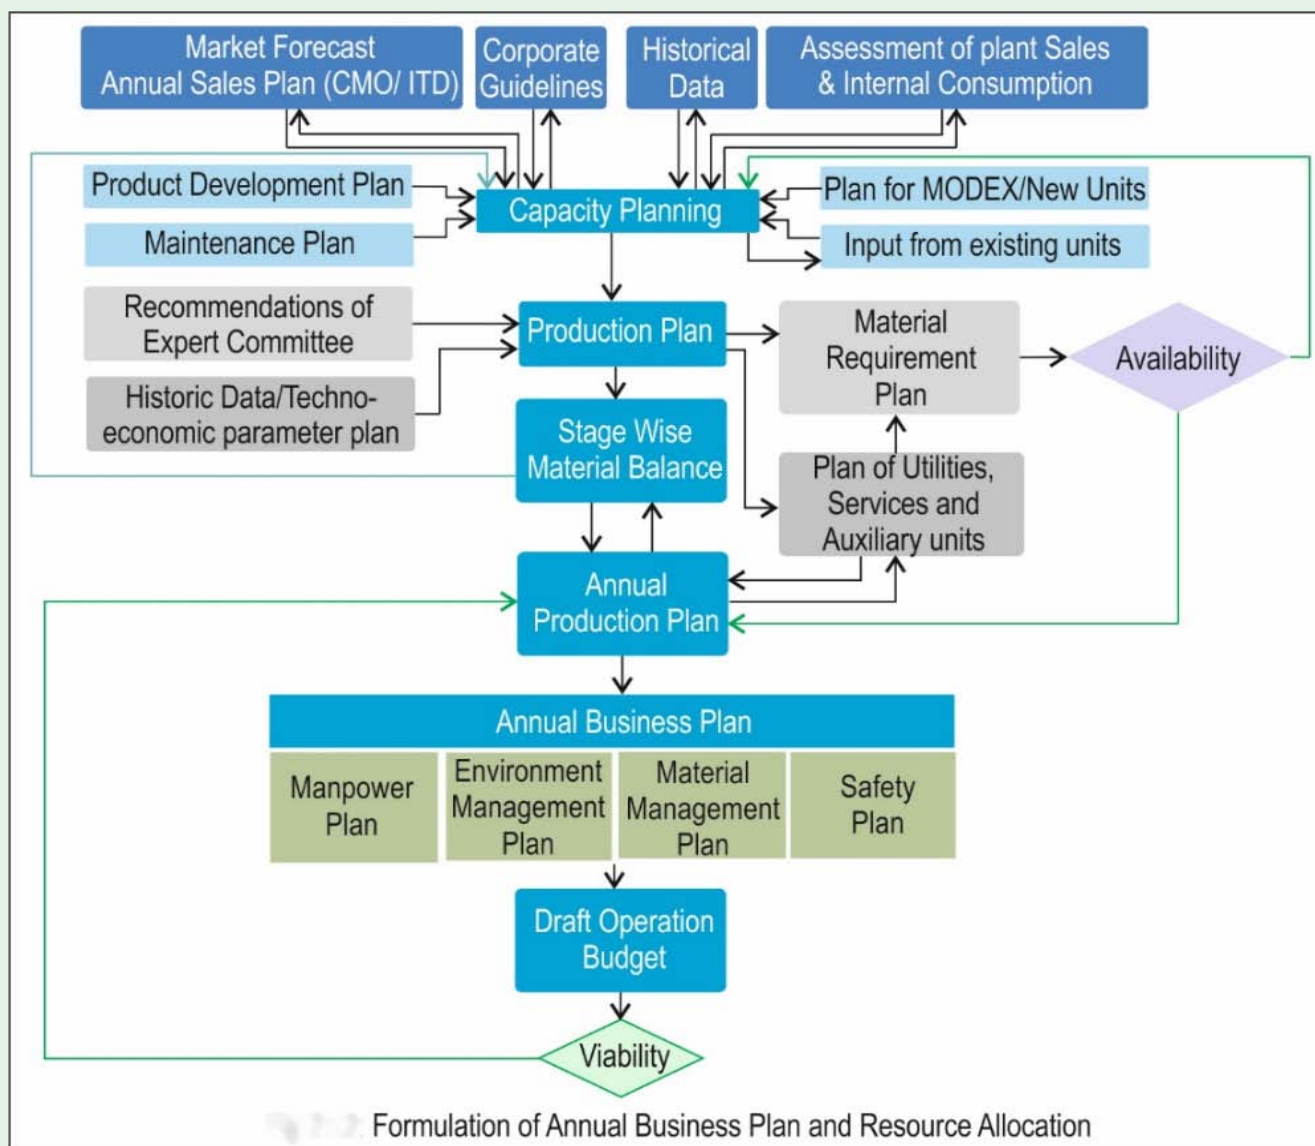 Market Forecast
Annual Sales Plan (CMO/ ITD)
Corporate
Guidelines
Historical
Data
Assessment of plant Sales
& Internal Consumption
Product Development Plan
Maintenance Plan
Capacity Planning
Plan for MODEX/New Units
Input from existing units
Recommendations of
Expert Committee
Historic Data/Techno-
economic parameter plan
Production Plan
Material
Requirement
Plan
Availability
Stage Wise
Material Balance
Plan of Utilities,
Services and
Auxiliary units
Annual
Production Plan
Annual Business Plan
Manpower
Plan
Environment
Management
Plan
Material
Management
Plan
Safety
Plan
Draft Operation
Budget
Viability
Formulation of Annual Business Plan and Resource Allocation